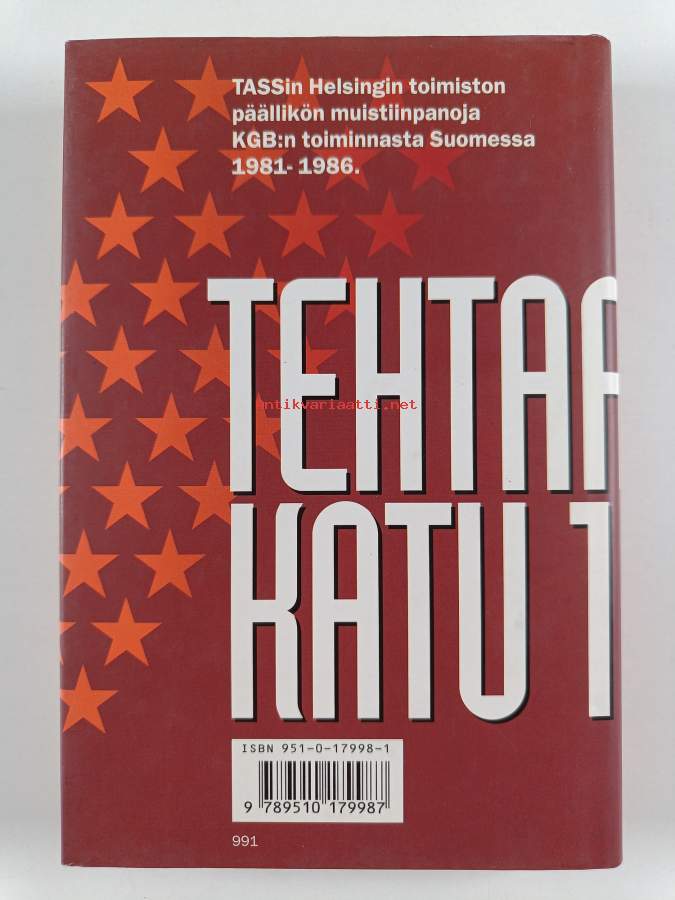 TASSin Helsingin toimiston
päällikön muistiinpanoja
KGB:n toiminnasta Suomessa
1981-1986.
TEHTAA
antikvariaatti.net
KATU 1
ISBN 951-0-17998-1
9 789510 179987
991